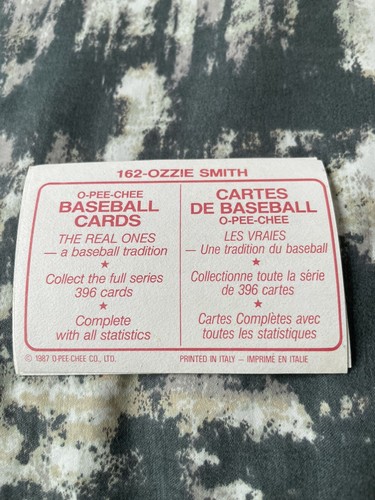 162-OZZIE SMITH
O-PEE-CHEE
BASEBALL
CARDS
THE REAL ONES
— a baseball tradition
★
Collect the full series
396 cards
★
Complete
with all statistics
CARTES
DE BASEBALL
O-PEE-CHEE
LES VRAIES
— Une tradition du baseball
★
Collectionne toute la série
de 396 cartes
★
Cartes Complètes avec
toutes les statistiques
© 1987 O-PEE-CHEE CO., LTD.
PRINTED IN ITALY — IMPRIMÉ EN ITALIE